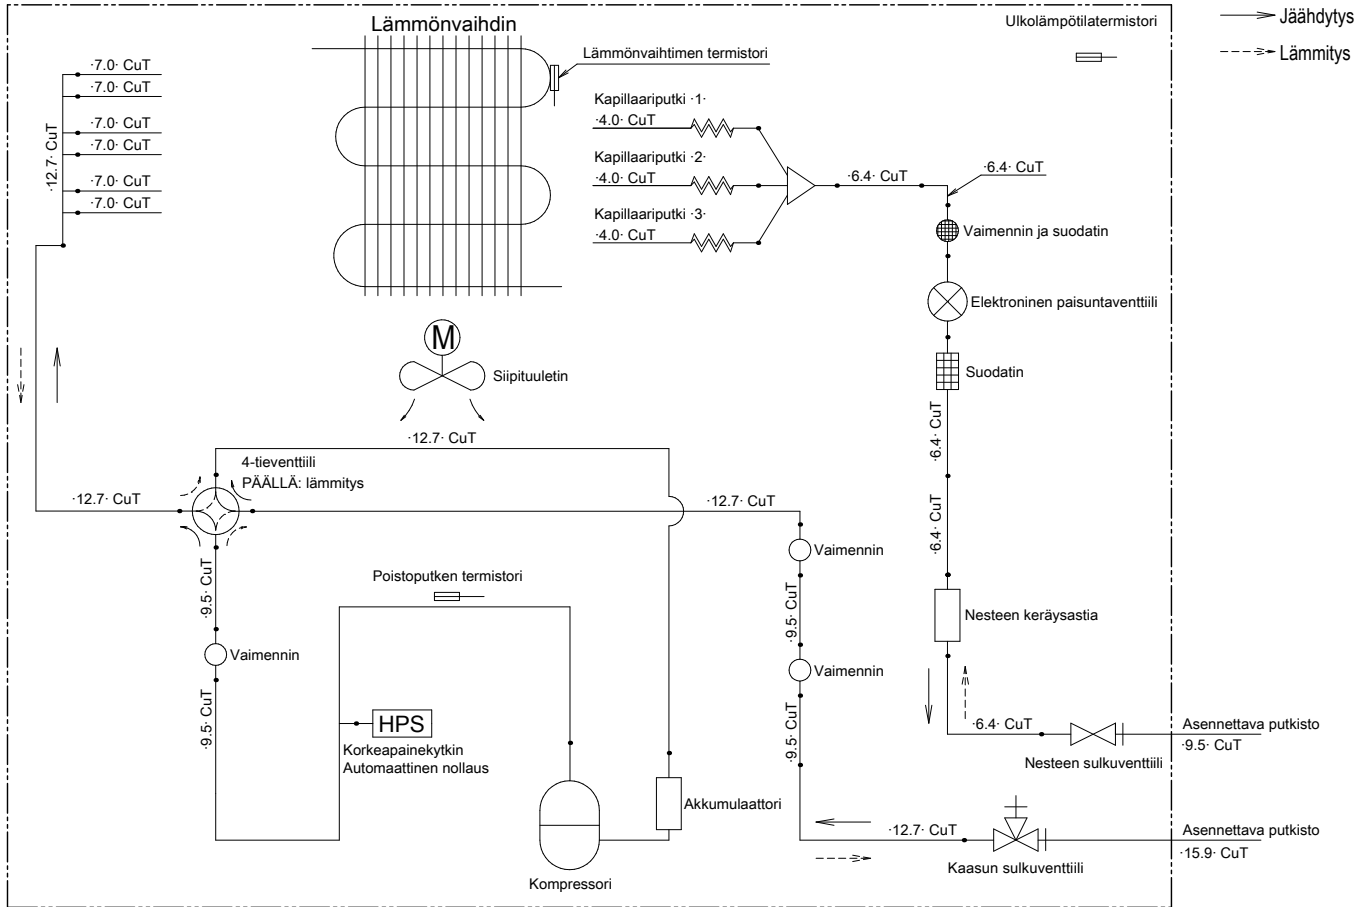 Lämmönvaihdin
Ulkolämpötilatermistori
Jäähdytys
Lämmitys
Lämmönvaihtimen termistori
·7.0· CuT
·7.0· CuT
·7.0· CuT
·7.0· CuT
·7.0· CuT
·7.0· CuT
·12.7· CuT
Kapillaariputki ·1·
·4.0· CuT
Kapillaariputki ·2·
·4.0· CuT
Kapillaariputki ·3·
·4.0· CuT
·6.4· CuT
·6.4· CuT
Vaimennin ja suodatin
Elektroninen paisuntaventtiili
Suodatin
M
Siipituuletin
·6.4· CuT
·12.7· CuT
4-tieventtiili
PÄÄLLÄ: lämmitys
·12.7· CuT
·12.7· CuT
·6.4· CuT
Vaimennin
·9.5· CuT
Poistoputken termistori
·9.5· CuT
Nesteen keräysastia
Vaimennin
Vaimennin
·9.5· CuT
HPS
Korkeapainekytkin
Automaattinen nollaus
·9.5· CuT
·6.4· CuT
Asennettava putkisto
·9.5· CuT
Nesteen sulkuventtiili
Akkumulaattori
·12.7· CuT
Asennettava putkisto
·15.9· CuT
Kaasun sulkuventtiili
Kompressori